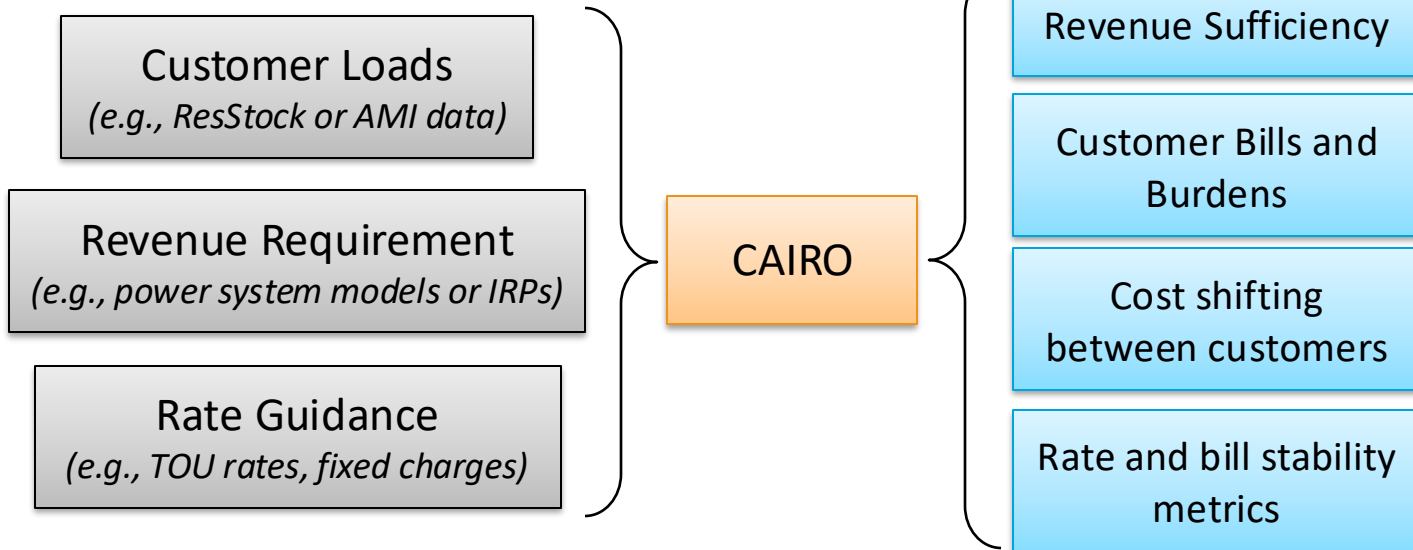 Customer Loads
(e.g., ResStock or AMI data)
Revenue Requirement
(e.g., power system models or IRPs)
Rate Guidance
(e.g., TOU rates, fixed charges)
CAIRO
Revenue Sufficiency
Customer Bills and
Burdens
Cost shifting
between customers
Rate and bill stability
metrics